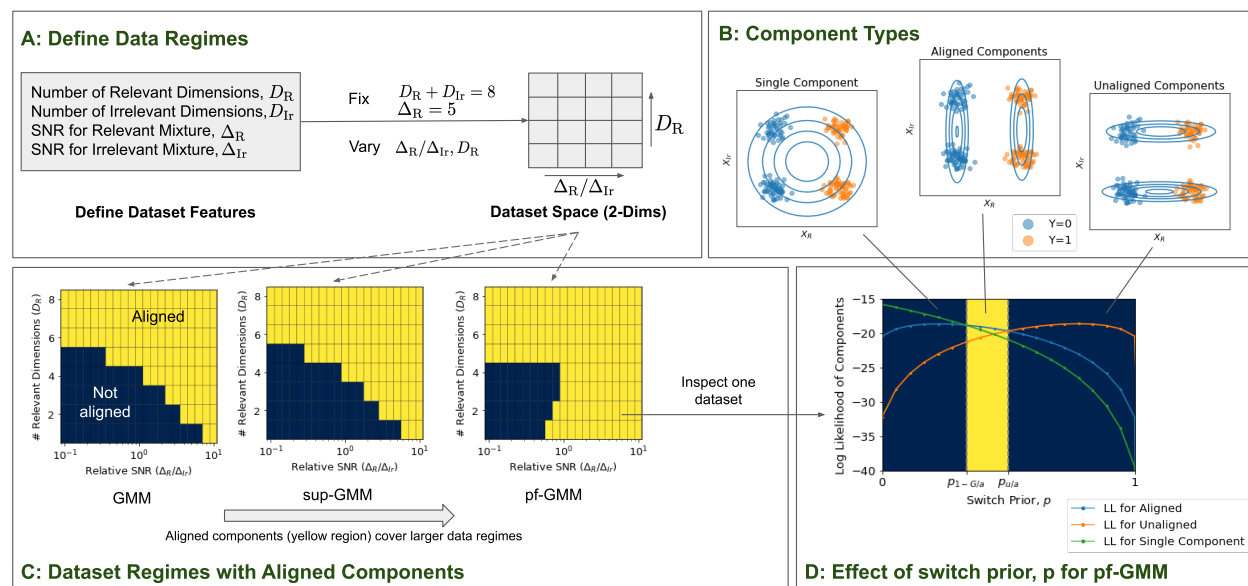 A: Define Data Regimes
Number of Relevant Dimensions, D_R
Number of Irrelevant Dimensions, D_Ir
SNR for Relevant Mixture, Δ_R
SNR for Irrelevant Mixture, Δ_Ir
Define Dataset Features
Fix D_R + D_Ir = 8
Δ_R = 5
Vary Δ_R/Δ_Ir, D_R
D_R
Δ_R/Δ_Ir
Dataset Space (2-Dims)
B: Component Types
Single Component
x_Ir
x_R
Aligned Components
x_Ir
x_R
Unaligned Components
x_Ir
x_R
Y=0
Y=1
# Relevant Dimensions (D_R)
8
6
4
2
Aligned
Not
aligned
10^-1 10^0 10^1
Relative SNR (Δ_R/Δ_Ir)
GMM
# Relevant Dimensions (D_R)
8
6
4
2
10^-1 10^0 10^1
Relative SNR (Δ_R/Δ_Ir)
sup-GMM
# Relevant Dimensions (D_R)
8
6
4
2
10^-1 10^0 10^1
Relative SNR (Δ_R/Δ_Ir)
pf-GMM
Aligned components (yellow region) cover larger data regimes
C: Dataset Regimes with Aligned Components
Inspect one
dataset
Log Likelihood of Components
−15
−20
−25
−30
−35
−40
0 p_1−G/a p_u/a 1
Switch Prior, p
LL for Aligned
LL for Unaligned
LL for Single Component
D: Effect of switch prior, p for pf-GMM